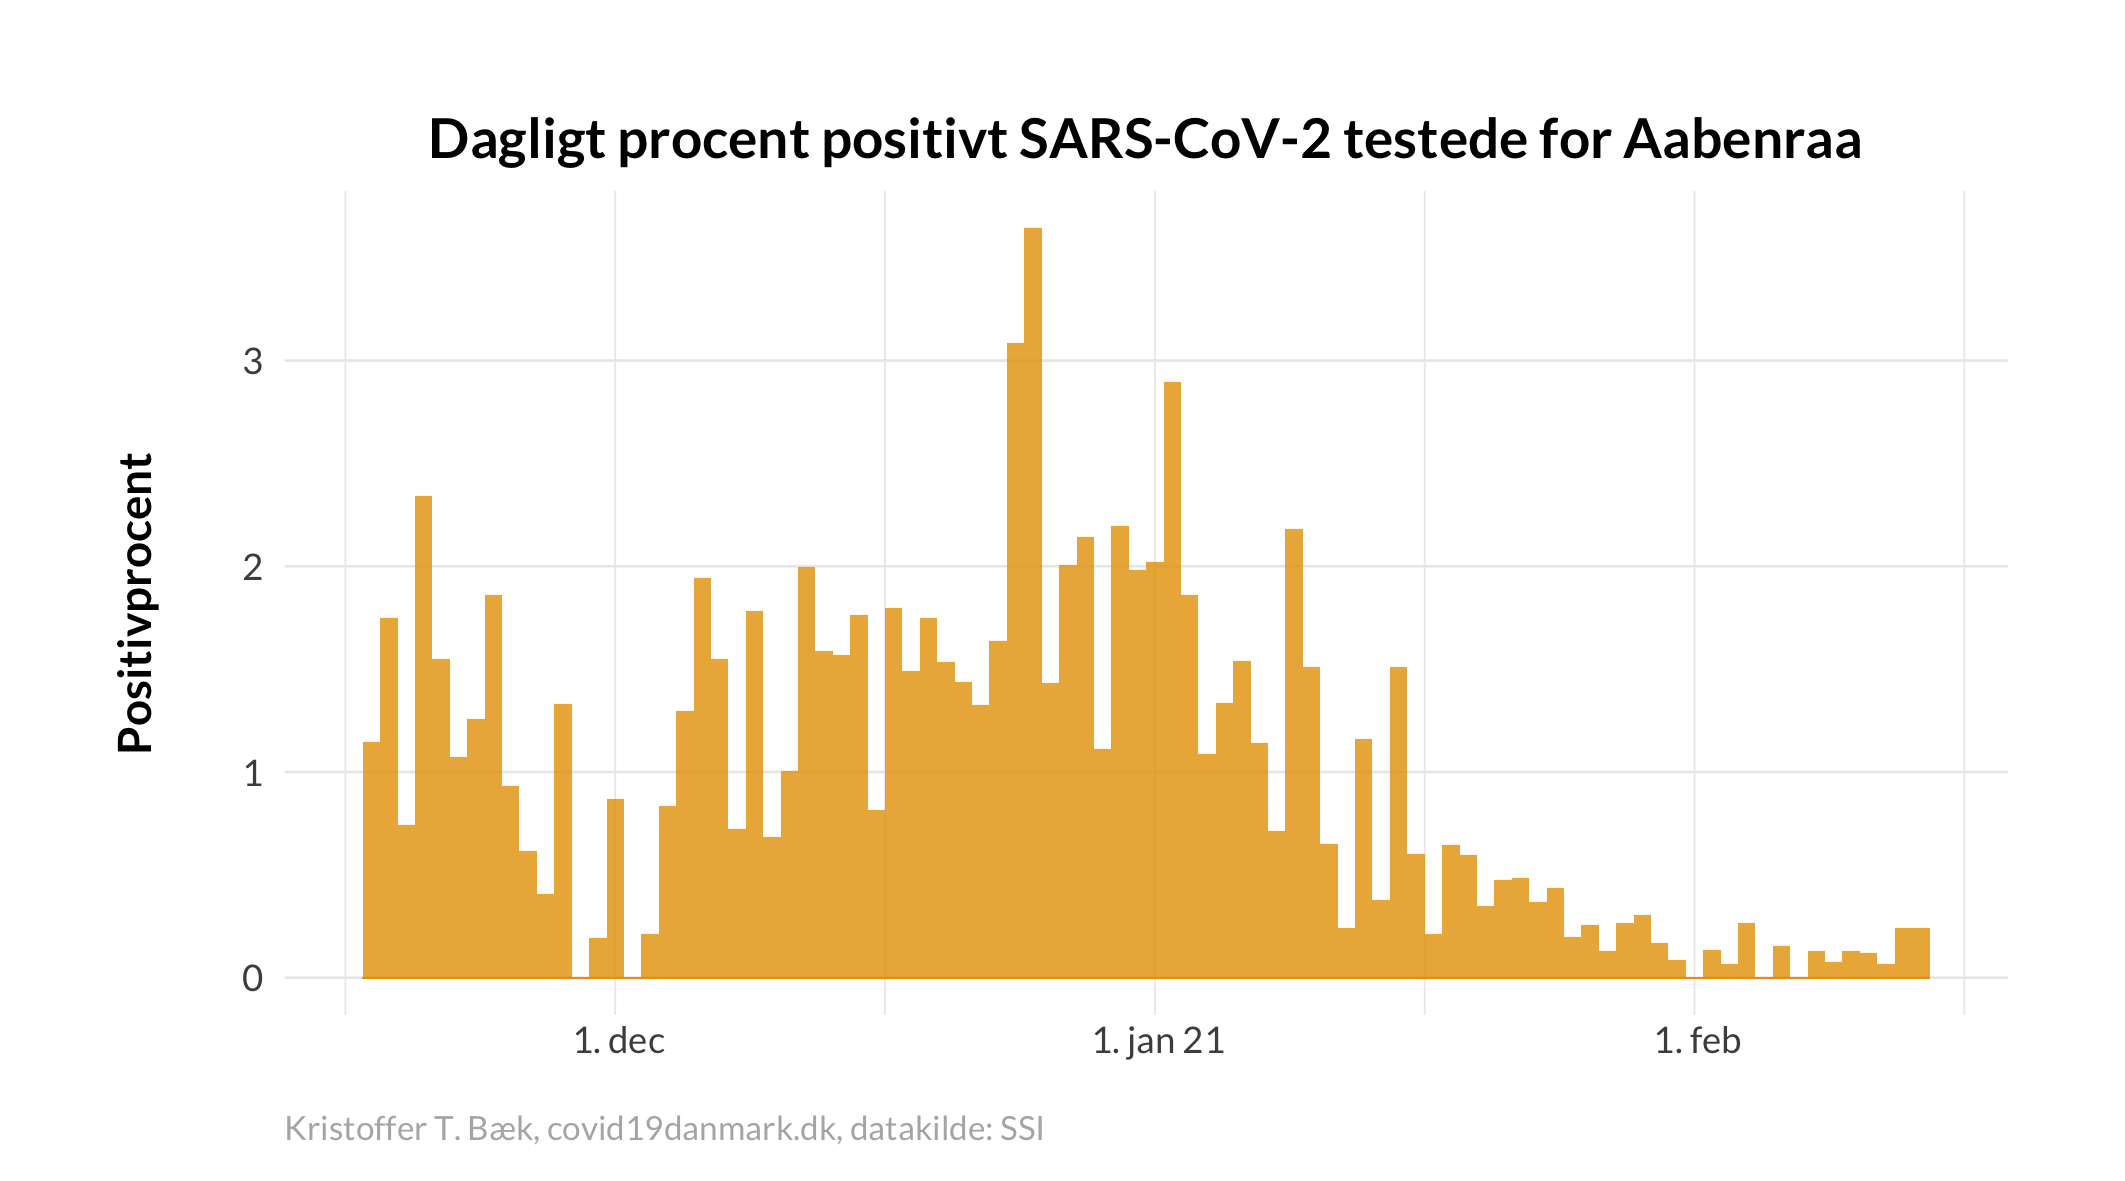 Dagligt procent positivt SARS-CoV-2 testede for Aabenraa
Positivprocent
3
2
1
0
1. dec
1. jan 21
1. feb
Kristoffer T. Bæk, covid19danmark.dk, datakilde: SSI